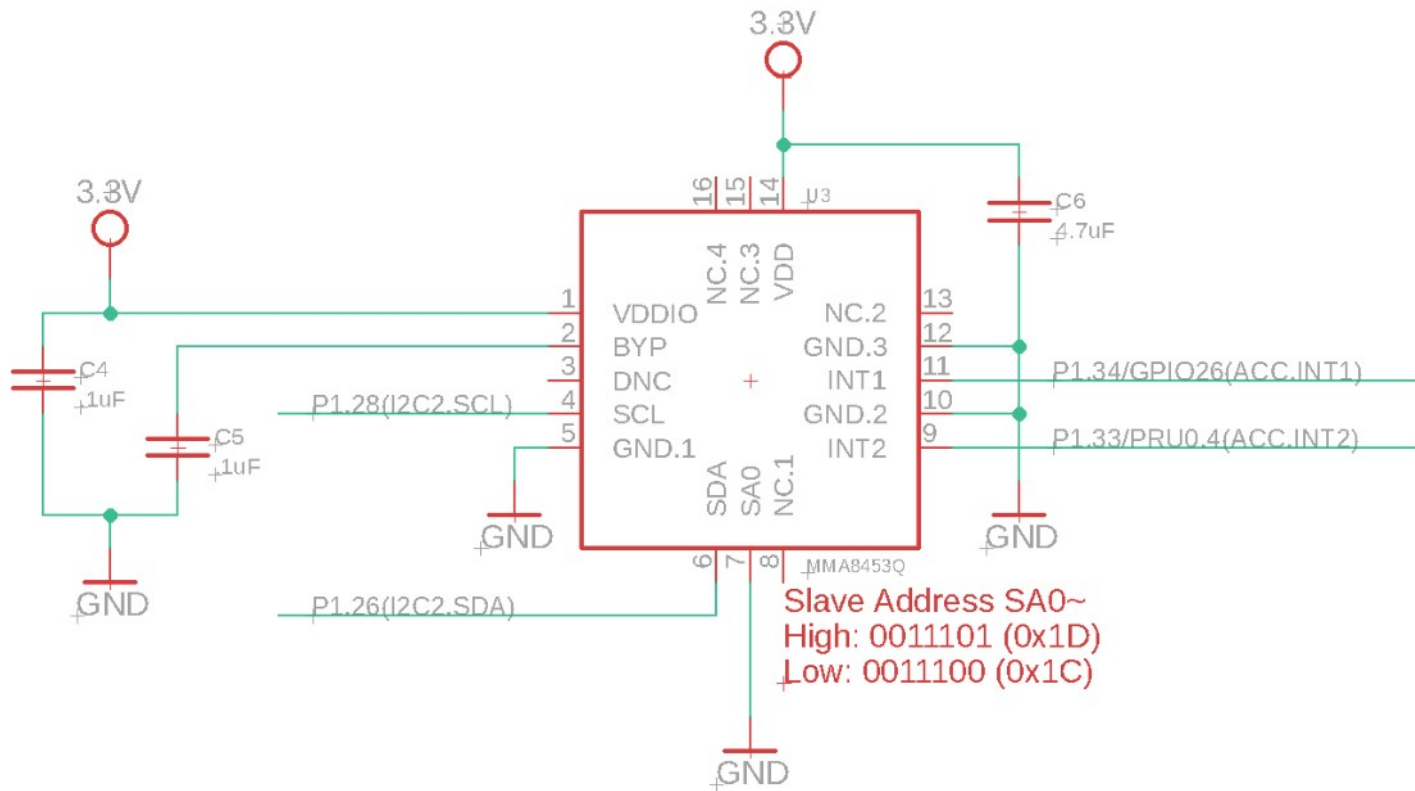 3.3V
3.3V
U3
16
15
14
NC.4
NC.3
VDD
C6
4.7uF
1
VDDIO
2
BYP
3
DNC
4
SCL
5
GND.1
13
NC.2
12
GND.3
11
INT1
10
GND.2
9
INT2
C4
.1uF
C5
.1uF
P1.28(I2C2.SCL)
P1.34/GPIO26(ACC.INT1)
P1.33/PRU0.4(ACC.INT2)
SDA
SA0
NC.1
GND
GND
6
7
8
MMA8453Q
GND
P1.26(I2C2.SDA)
Slave Address SA0~
High: 0011101 (0x1D)
Low: 0011100 (0x1C)
GND